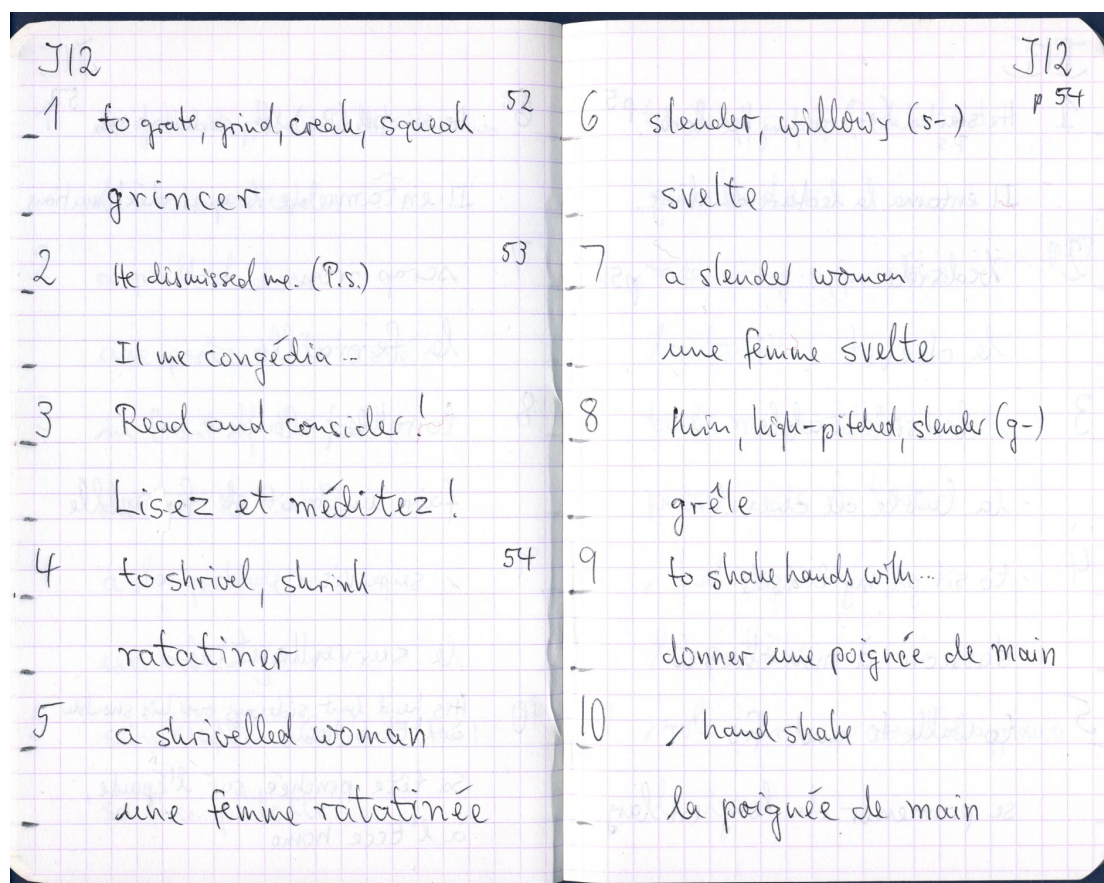 J12
1 to grate, grind, creak, squeak 52
grincer
2 He dismissed me. (P.s.) 53
Il me congédia...
3 Read and consider!
Lisez et méditez!
4 to shrivel, shrink 54
ratatiner
5 a shrivelled woman
une femme ratatinée
J12
6 slender, willowy (s-) p 54
svelte
7 a slender woman
une femme svelte
8 thin, high-pitched, slender (g-)
grêle
9 to shake hands with...
donner une poignée de main
10 / hand shake
la poignée de main